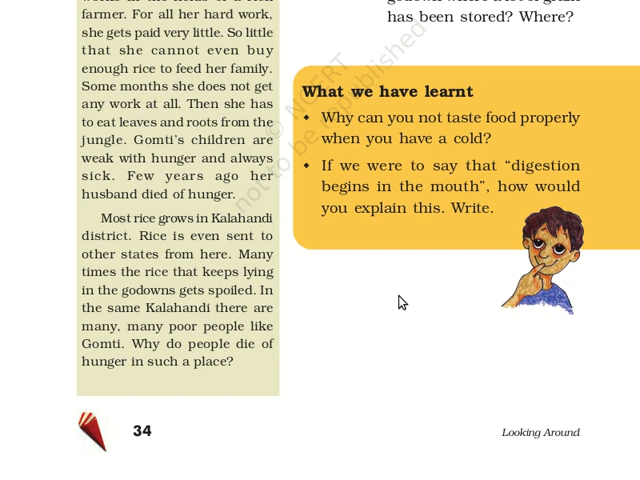 farmer. For all her hard work,
she gets paid very little. So little
that she cannot even buy
enough rice to feed her family.
Some months she does not get
any work at all. Then she has
to eat leaves and roots from the
jungle. Gomti's children are
weak with hunger and always
sick. Few years ago her
husband died of hunger.
Most rice grows in Kalahandi
district. Rice is even sent to
other states from here. Many
times the rice that keeps lying
in the godowns gets spoiled. In
the same Kalahandi there are
many, many poor people like
Gomti. Why do people die of
hunger in such a place?
has been stored? Where?
What we have learnt
Why can you not taste food properly
when you have a cold?
If we were to say that “digestion
begins in the mouth”, how would
you explain this. Write.
© NCERT
not to be republished
34
Looking Around